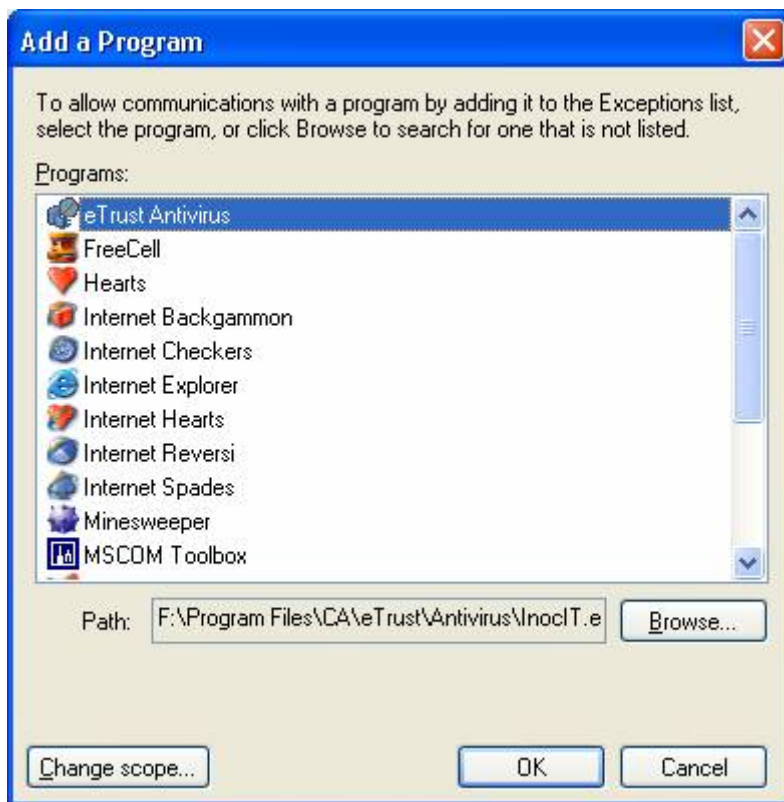 Add a Program
To allow communications with a program by adding it to the Exceptions list,
select the program, or click Browse to search for one that is not listed.
Programs:
eTrust Antivirus
FreeCell
Hearts
Internet Backgammon
Internet Checkers
Internet Explorer
Internet Hearts
Internet Reversi
Internet Spades
Minesweeper
MSCOM Toolbox
Path: F:\Program Files\CA\eTrust\Antivirus\InocIT.e Browse...
Change scope... OK Cancel